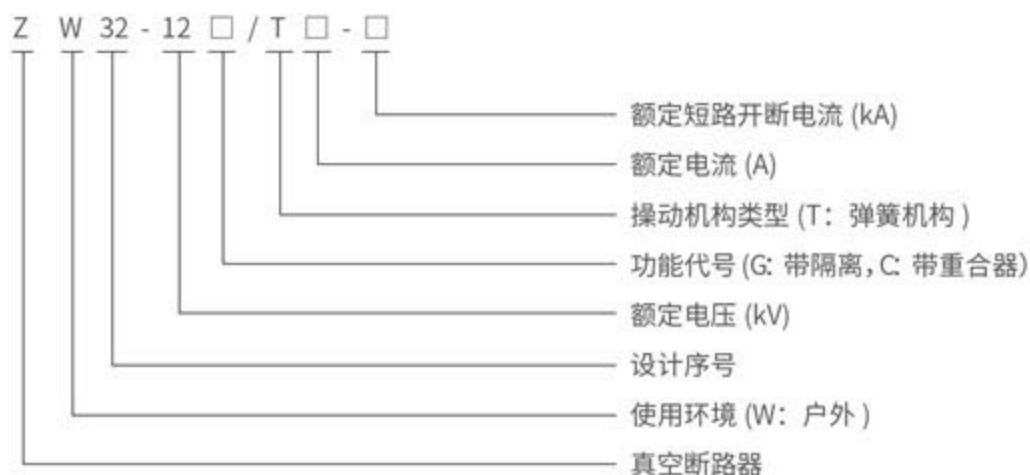 Z W 32 - 12 □ / T □ - □
额定短路开断电流 (kA)
额定电流 (A)
操动机构类型 (T：弹簧机构 )
功能代号 (G: 带隔离，C: 带重合器)
额定电压 (kV)
设计序号
使用环境 (W：户外 )
真空断路器